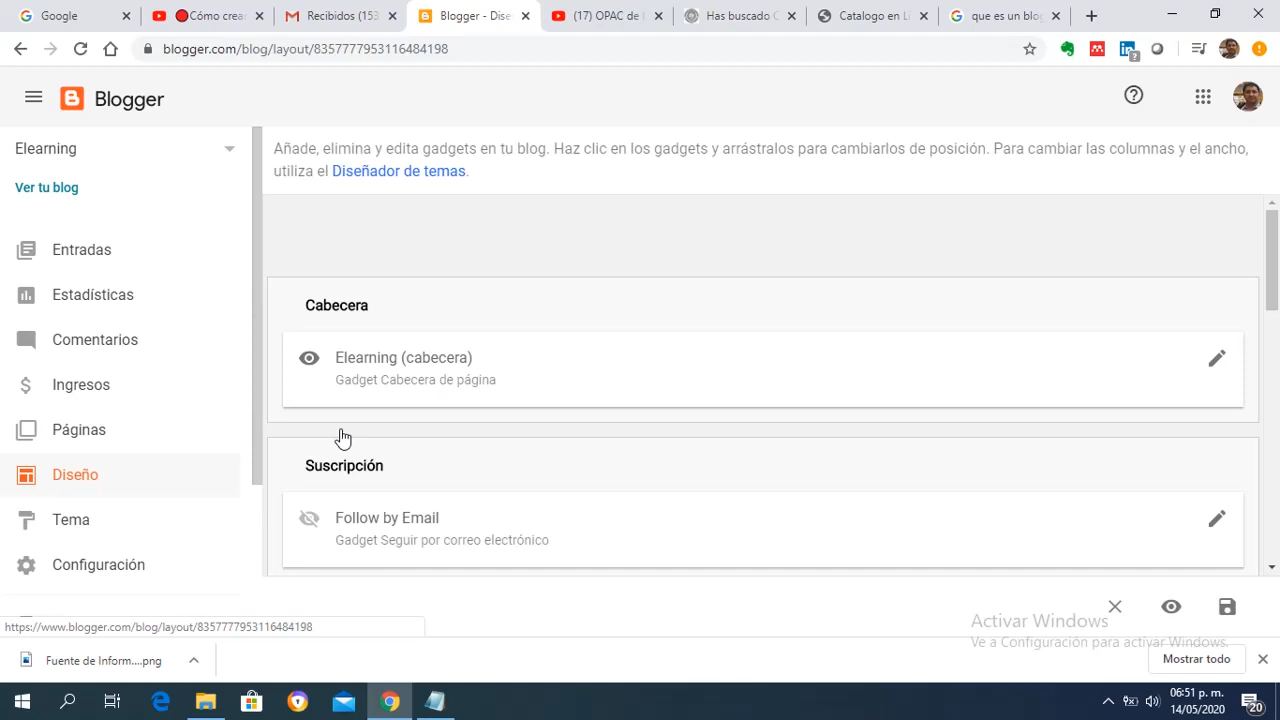 Google
Cómo crea
Recibidos (153
Blogger - Dise
(17) OPAC de
Has buscado C
Catalogo en Lí
que es un blog
blogger.com/blog/layout/8357777953116484198
Blogger
Elearning
Ver tu blog
Entradas
Estadísticas
Comentarios
Ingresos
Páginas
Diseño
Tema
Configuración
Añade, elimina y edita gadgets en tu blog. Haz clic en los gadgets y arrástralos para cambiarlos de posición. Para cambiar las columnas y el ancho,
utiliza el Diseñador de temas.
Cabecera
Elearning (cabecera)
Gadget Cabecera de página
Suscripción
Follow by Email
Gadget Seguir por correo electrónico
Activar Windows
Ve a Configuración para activar Windows.
https://www.blogger.com/blog/layout/8357777953116484198
Fuente de Inform....png
Mostrar todo
06:51 p. m.
14/05/2020
20